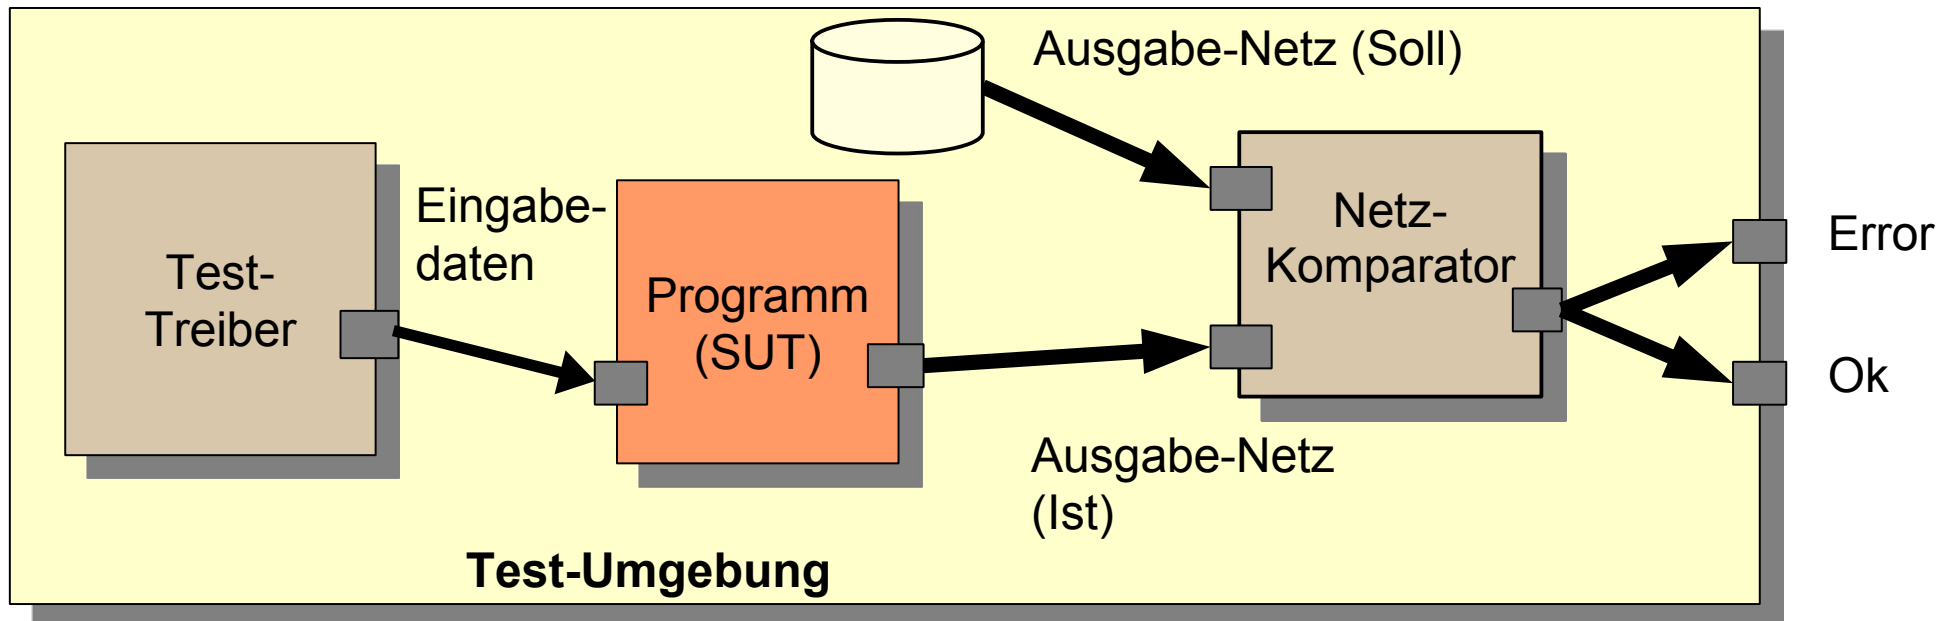 Ausgabe-Netz (Soll)
Test-
Treiber
Eingabe-
daten
Programm
(SUT)
Netz-
Komparator
Error
Ok
Ausgabe-Netz
(Ist)
Test-Umgebung